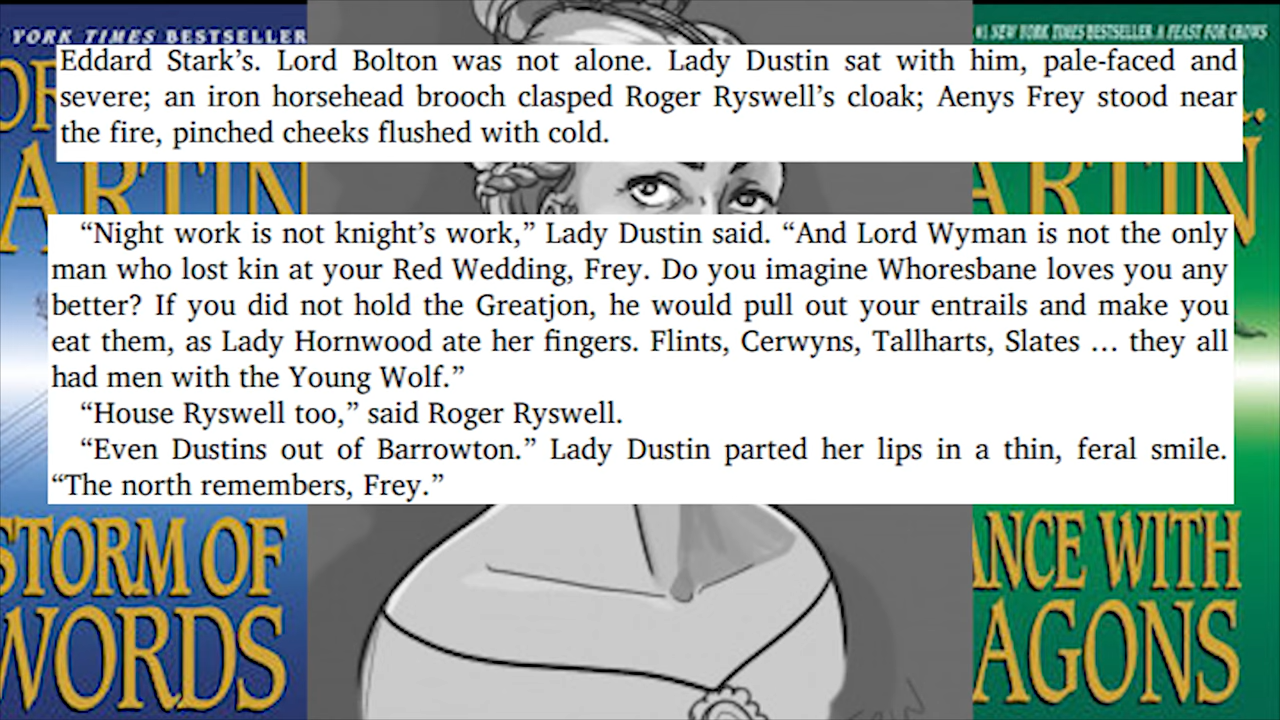 YORK TIMES BESTSELLER
#1 NEW YORK TIMES BESTSELLER A FEAST FOR CROWS
Eddard Stark’s. Lord Bolton was not alone. Lady Dustin sat with him, pale-faced and
severe; an iron horsehead brooch clasped Roger Ryswell’s cloak; Aenys Frey stood near
the fire, pinched cheeks flushed with cold.
ARTIN
ARTIN
“Night work is not knight’s work,” Lady Dustin said. “And Lord Wyman is not the only
man who lost kin at your Red Wedding, Frey. Do you imagine Whoresbane loves you any
better? If you did not hold the Greatjon, he would pull out your entrails and make you
eat them, as Lady Hornwood ate her fingers. Flints, Cerwyns, Tallharts, Slates … they all
had men with the Young Wolf.”
“House Ryswell too,” said Roger Ryswell.
“Even Dustins out of Barrowton.” Lady Dustin parted her lips in a thin, feral smile.
“The north remembers, Frey.”
STORM OF
WORDS
ANCE WITH
AGONS